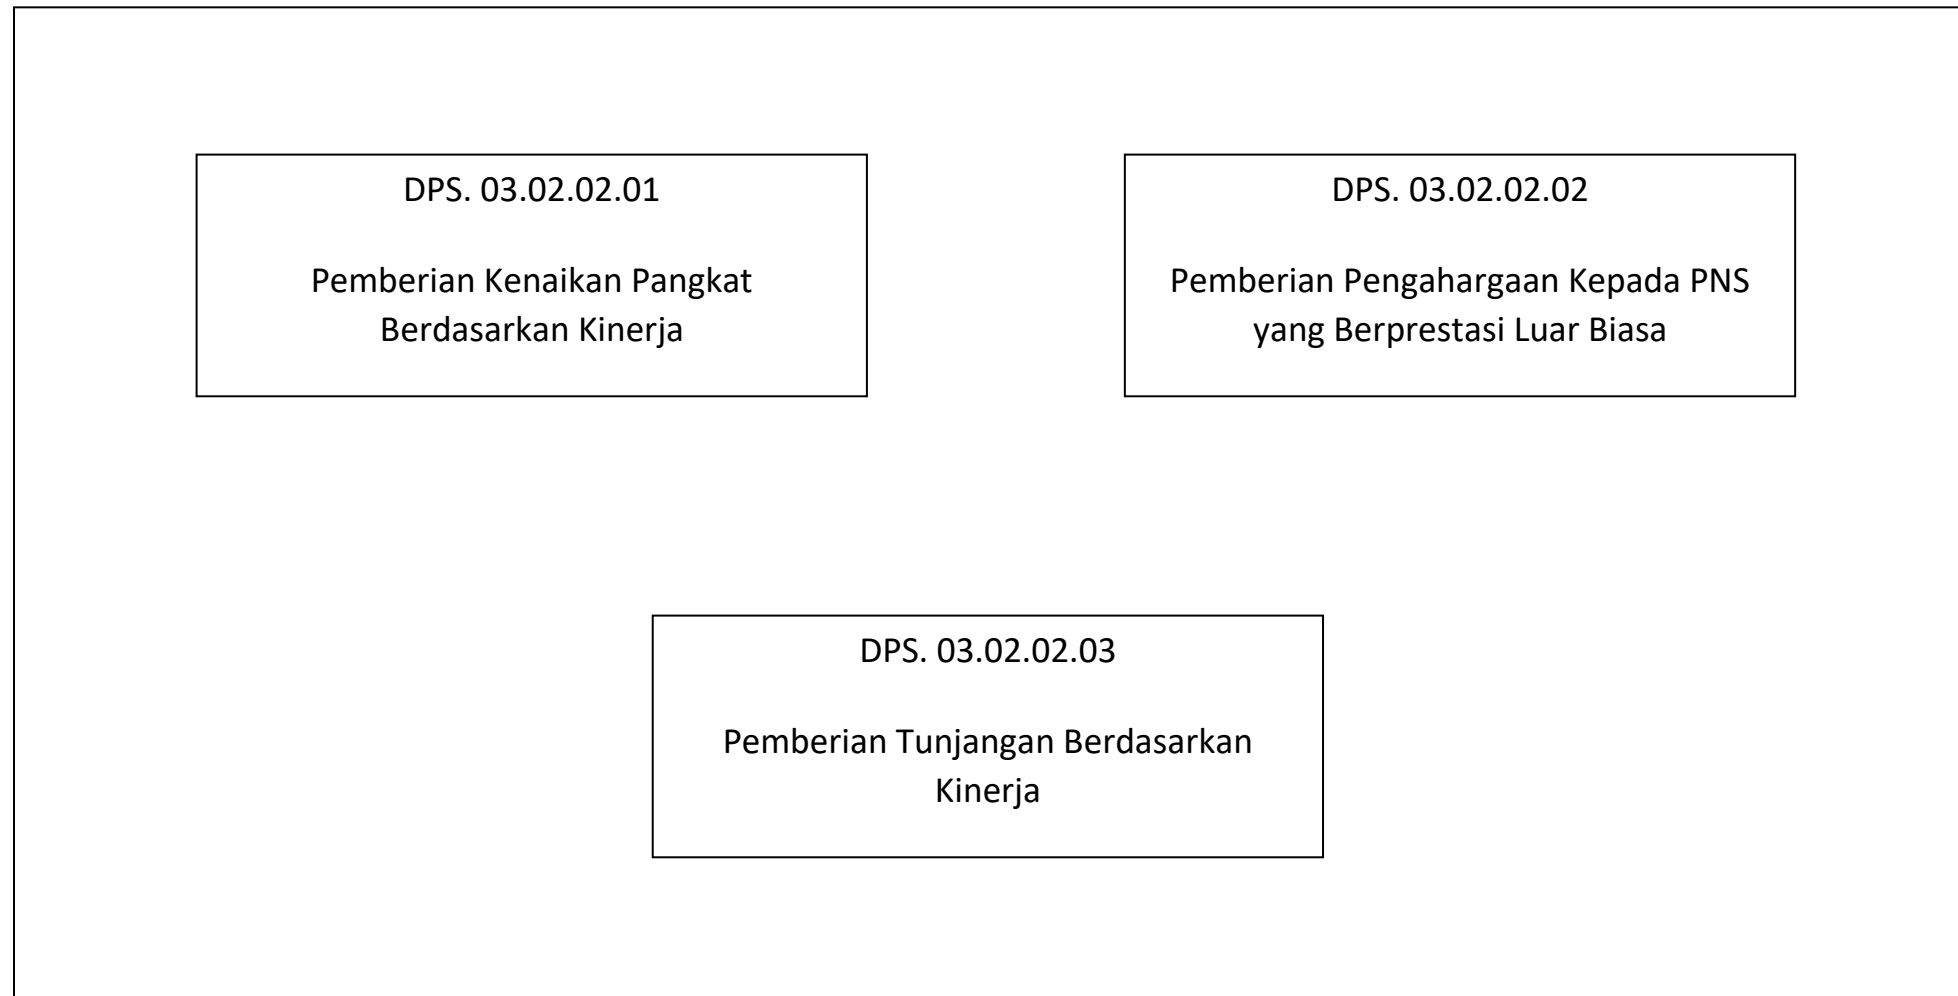 DPS. 03.02.02.01
Pemberian Kenaikan Pangkat
Berdasarkan Kinerja
DPS. 03.02.02.02
Pemberian Pengahargaan Kepada PNS
yang Berprestasi Luar Biasa
DPS. 03.02.02.03
Pemberian Tunjangan Berdasarkan
Kinerja